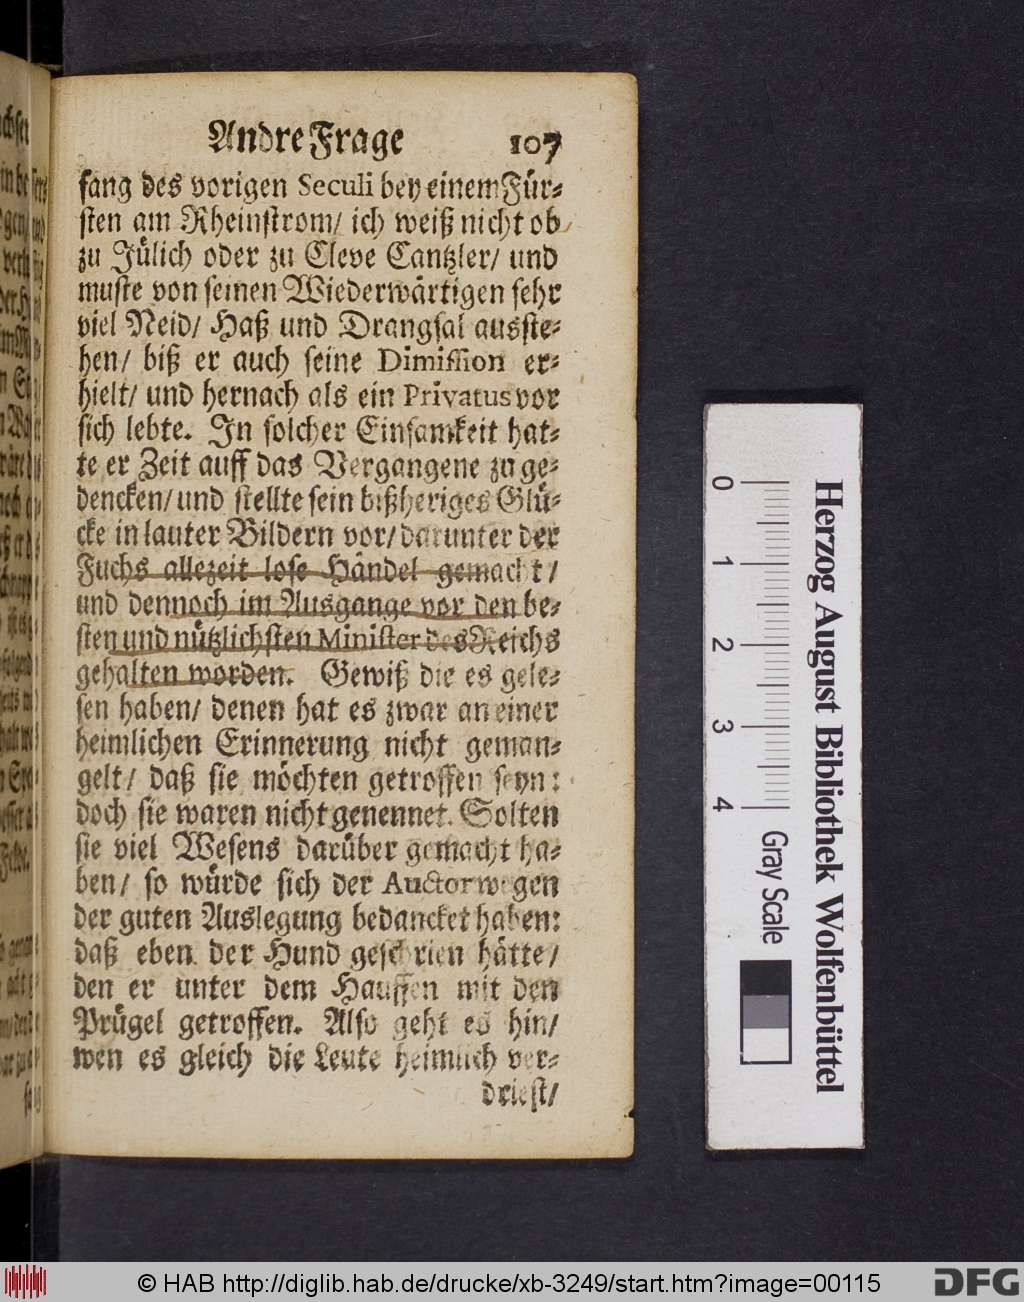 Andre Frage 107
fang des vorigen Seculi bey einem Für-
sten am Rheinstrom/ ich weiß nicht ob
zu Jülich oder zu Cleve Cantzler/ und
muste von seinen Wiederwärtigen sehr
viel Neid/ Haß und Drangsal ausste-
hen/ biß er auch seine Dimission er-
hielt/ und hernach als ein Privatus vor
sich lebte. In solcher Einsamkeit hat-
te er Zeit auff das Vergangene zu ge-
dencken/ und stellte sein bißheriges Glü-
cke in lauter Bildern vor/ darunter der
Fuchs allezeit lose Händel gemacht/
und dennoch im Ausgange vor den be-
sten und nützlichsten Minister des Reichs
gehalten worden. Gewiß die es gele-
sen haben/ denen hat es zwar an einer
heimlichen Erinnerung nicht geman-
gelt/ daß sie möchten getroffen seyn:
doch sie waren nicht genennet. Solten
sie viel Wesens darüber gemacht ha-
ben/ so würde sich der Auctor wegen
der guten Auslegung bedancket haben:
daß eben der Hund geschrien hätte/
den er unter dem Hauffen mit den
Prügel getroffen. Also geht es hin/
wen es gleich die Leute heimlich ver-
driest/
0 1 2 3 4
Gray Scale
Herzog August Bibliothek Wolfenbüttel
© HAB http://diglib.hab.de/drucke/xb-3249/start.htm?image=00115
DFG